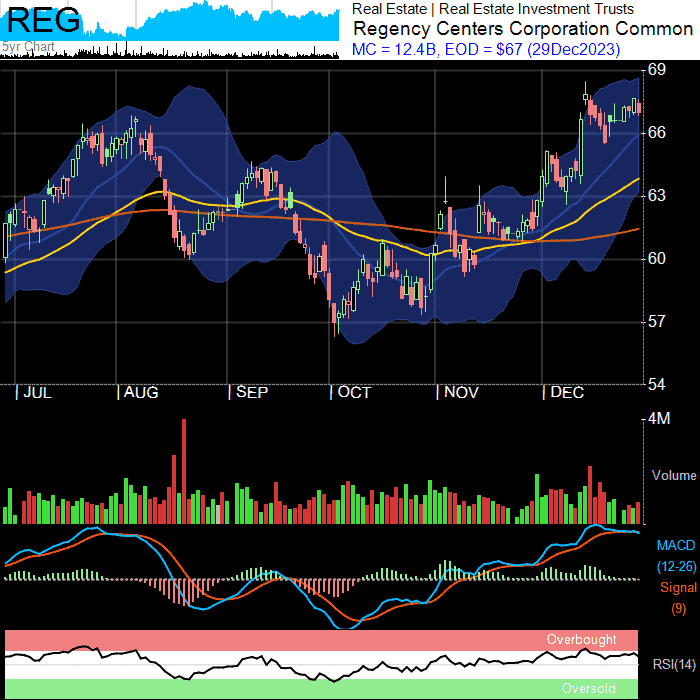 REG
5yr Chart
Real Estate | Real Estate Investment Trusts
Regency Centers Corporation Common
MC = 12.4B, EOD = $67 (29Dec2023)
69
66
63
60
57
54
| JUL | AUG | SEP | OCT | NOV | DEC
4M
Volume
MACD
(12-26)
Signal
(9)
Overbought
RSI(14)
Oversold